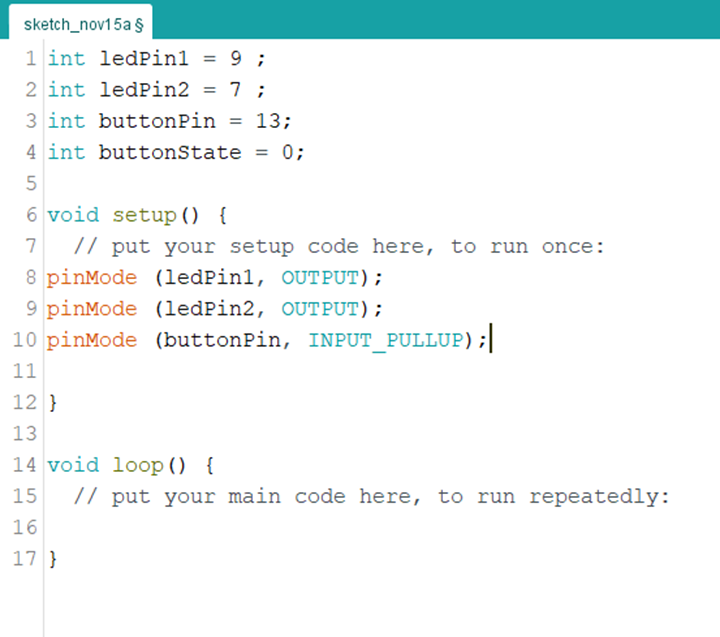 sketch_nov15a §
1 int ledPin1 = 9 ;
2 int ledPin2 = 7 ;
3 int buttonPin = 13;
4 int buttonState = 0;
5
6 void setup() {
7   // put your setup code here, to run once:
8 pinMode (ledPin1, OUTPUT);
9 pinMode (ledPin2, OUTPUT);
10 pinMode (buttonPin, INPUT_PULLUP);
11
12 }
13
14 void loop() {
15   // put your main code here, to run repeatedly:
16
17 }